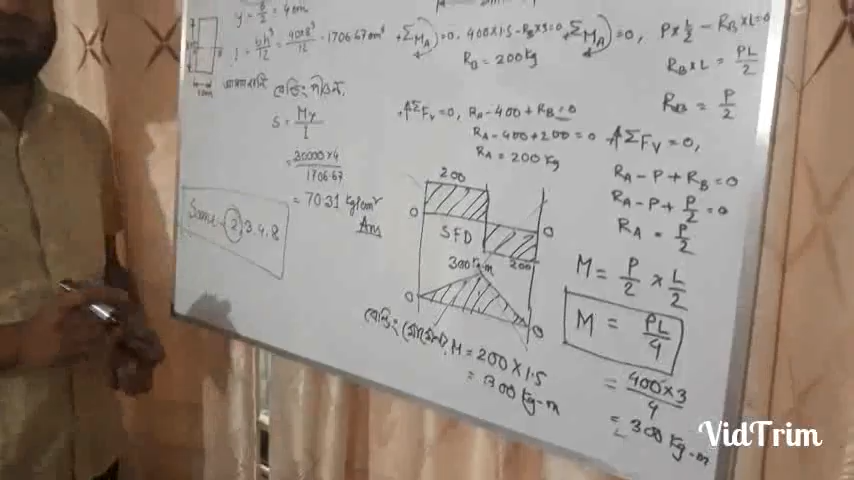 y = 8/2 = 4cm
I = bh³/12 = 40×8³/12 = 1706.67cm⁴
বেন্ডিং পীড়ন,
S = My/I
= 30000×4/1706.67
= 70.31 kg/cm²
Ans
Same - 2 3.4.8
+ΣMA = 0, 400×1.5 - RB×3=0
RB = 200kg
+↑ΣFV = 0, RA - 400 + RB = 0
RA - 400 + 200 = 0
RA = 200 kg
200
0
0
SFD
200
300 kg-m
0
0
বেন্ডিং মোমেন্ট, M = 200×1.5
= 300 kg-m
+ΣMA = 0, P×L/2 - RB×L=0
RB×L = PL/2
RB = P/2
+↑ΣFV = 0,
RA - P + RB = 0
RA - P + P/2 = 0
RA = P/2
M = P/2 × L/2
M = PL/4
= 400×3/4
= 300 kg-m
VidTrim